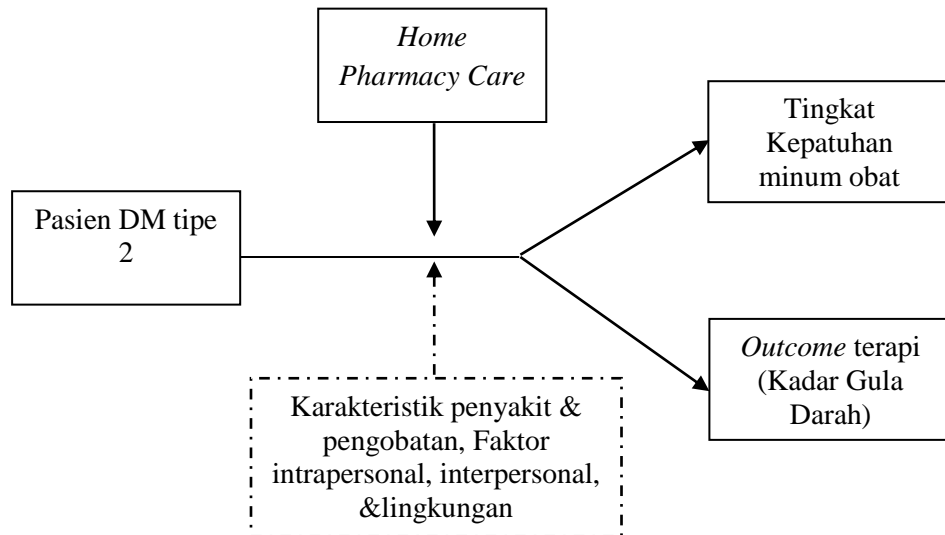 Home
Pharmacy Care
Tingkat
Kepatuhan
minum obat
Pasien DM tipe
2
Outcome terapi
(Kadar Gula
Darah)
Karakteristik penyakit &
pengobatan, Faktor
intrapersonal, interpersonal,
&lingkungan